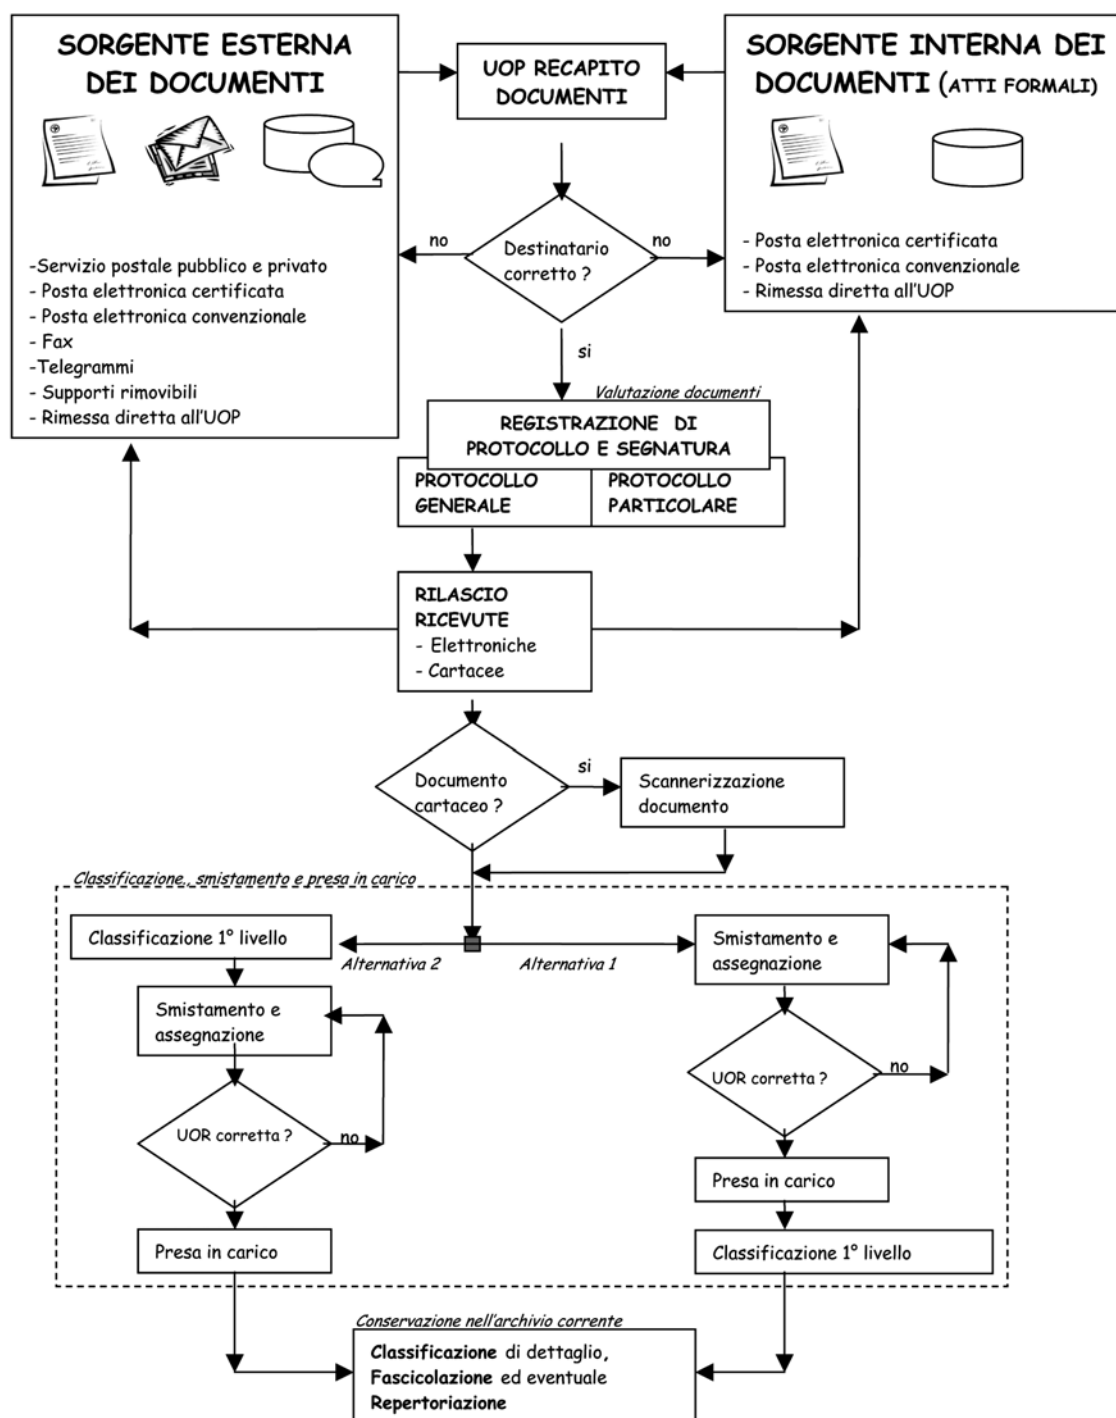 SORGENTE ESTERNA
DEI DOCUMENTI
UOP RECAPITO
DOCUMENTI
SORGENTE INTERNA DEI
DOCUMENTI (ATTI FORMALI)
-Servizio postale pubblico e privato
- Posta elettronica certificata
- Posta elettronica convenzionale
- Fax
-Telegrammi
- Supporti rimovibili
- Rimessa diretta all'UOP
no
Destinatario
corretto ?
no
- Posta elettronica certificata
- Posta elettronica convenzionale
- Rimessa diretta all'UOP
si
Valutazione documenti
REGISTRAZIONE DI
PROTOCOLLO E SEGNATURA
PROTOCOLLO
GENERALE
PROTOCOLLO
PARTICOLARE
RILASCIO
RICEVUTE
- Elettroniche
- Cartacee
Documento
cartaceo ?
si
Scannerizzazione
documento
Classificazione,, smistamento e presa in carico
Classificazione 1° livello
Alternativa 2
Alternativa 1
Smistamento e
assegnazione
Smistamento e
assegnazione
UOR corretta ?
no
UOR corretta ?
no
Presa in carico
Presa in carico
Classificazione 1° livello
Conservazione nell'archivio corrente
Classificazione di dettaglio,
Fascicolazione ed eventuale
Repertoriazione